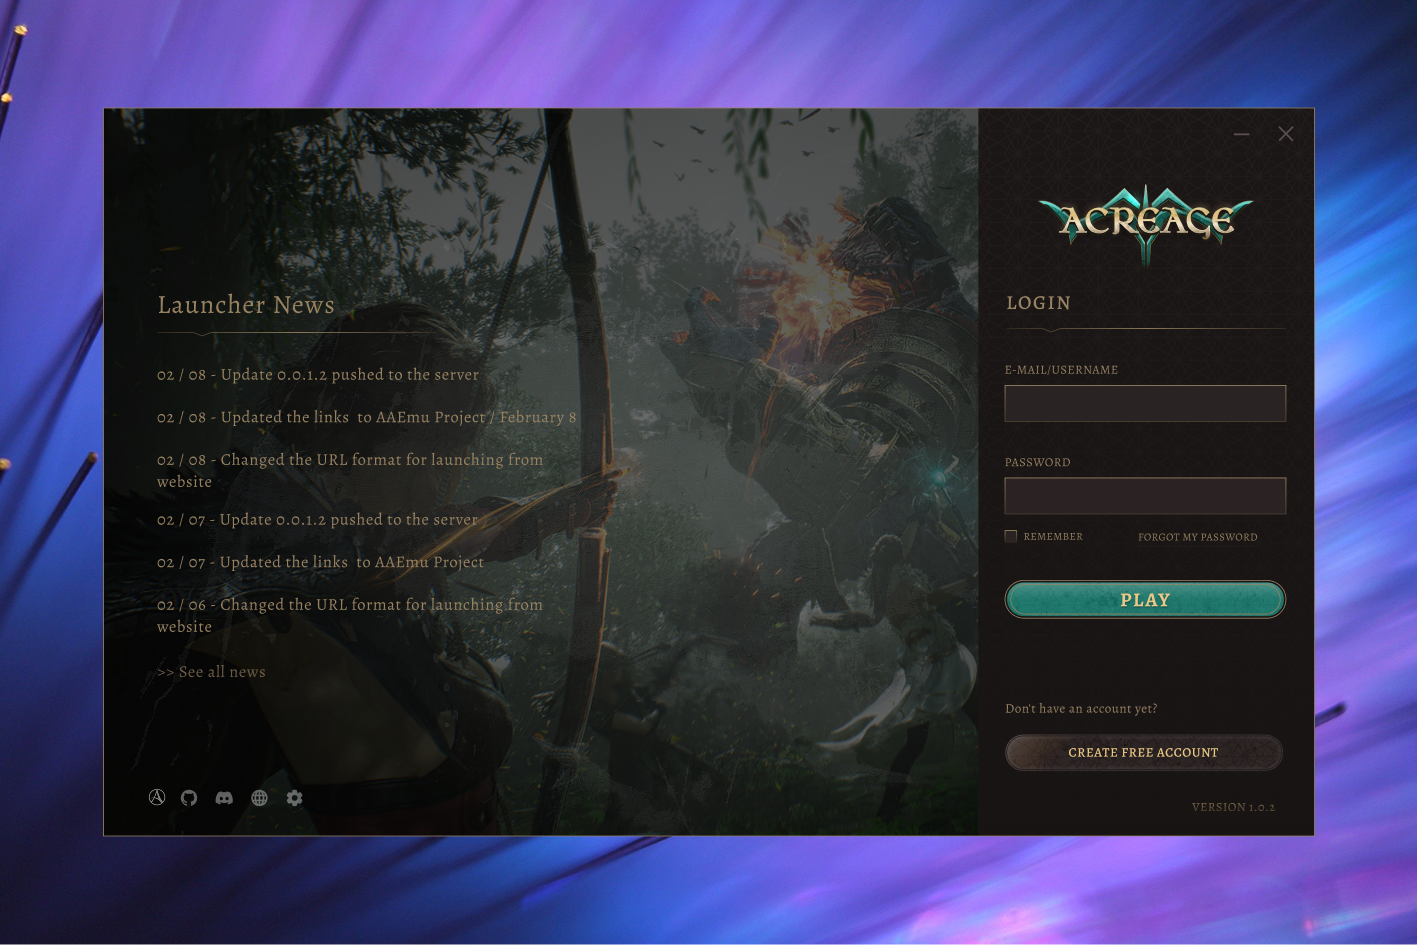 ACREAGE
Launcher News
02 / 08 - Update 0.0.1.2 pushed to the server
02 / 08 - Updated the links  to AAEmu Project / February 8
02 / 08 - Changed the URL format for launching from
website
02 / 07 - Update 0.0.1.2 pushed to the server
02 / 07 - Updated the links  to AAEmu Project
02 / 06 - Changed the URL format for launching from
website
>> See all news
LOGIN
E-MAIL/USERNAME
PASSWORD
REMEMBER
FORGOT MY PASSWORD
PLAY
Don't have an account yet?
CREATE FREE ACCOUNT
VERSION 1.0.2